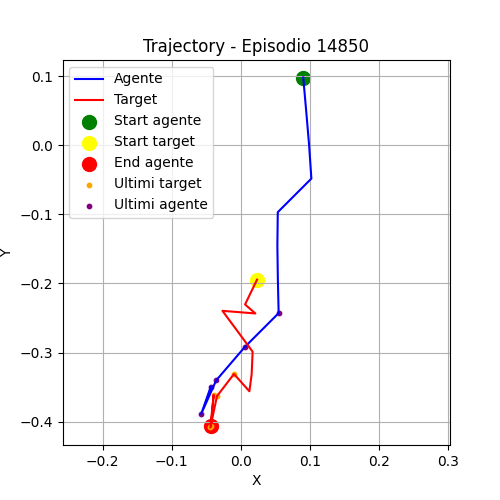 Trajectory - Episodio 14850
Agente
Target
Start agente
Start target
End agente
Ultimi target
Ultimi agente
0.1
0.0
−0.1
−0.2
−0.3
−0.4
Y
−0.2
−0.1
0.0
0.1
0.2
0.3
X